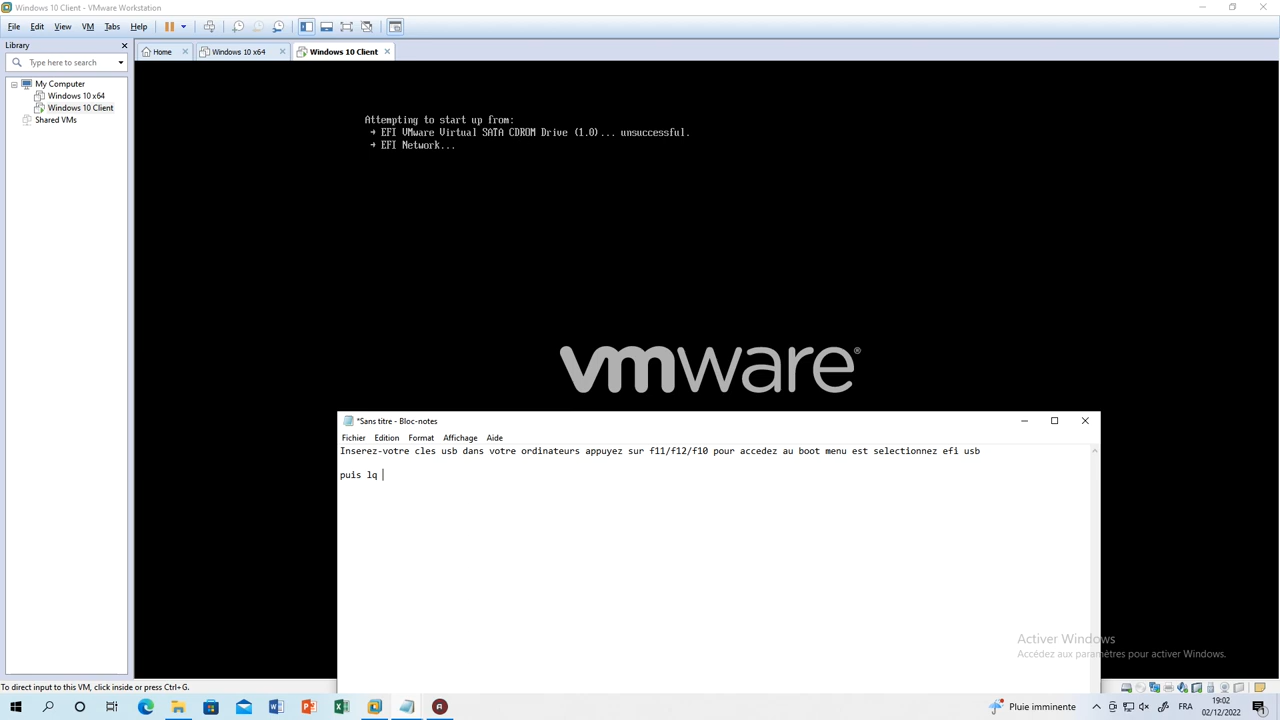 Windows 10 Client - VMware Workstation
File Edit View VM Tabs Help
Library
Type here to search
My Computer
Windows 10 x64
Windows 10 Client
Shared VMs
Home Windows 10 x64 Windows 10 Client
Attempting to start up from:
→ EFI VMware Virtual SATA CDROM Drive (1.0)... unsuccessful.
→ EFI Network...
vmware®
*Sans titre - Bloc-notes
Fichier Edition Format Affichage Aide
Inserez-votre cles usb dans votre ordinateurs appuyez sur f11/f12/f10 pour accedez au boot menu est selectionnez efi usb
puis lq
Activer Windows
Accédez aux paramètres pour activer Windows.
To direct input to this VM, click inside or press Ctrl+G.
Pluie imminente
FRA
19:02
02/12/2022